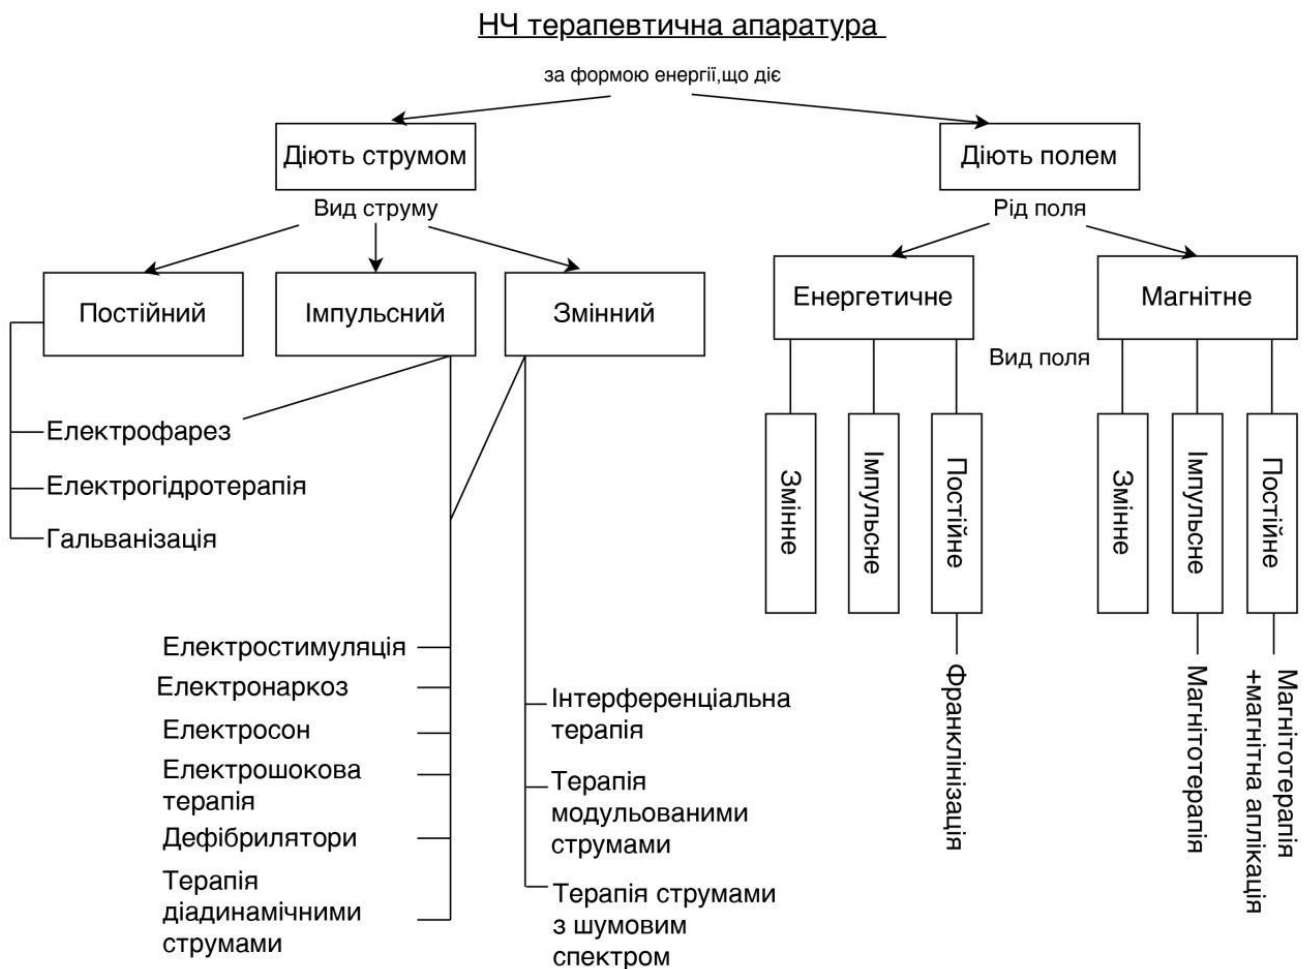 НЧ терапевтична апаратура
за формою енергії,що діє
Діють струмом
Діють полем
Вид струму
Рід поля
Постійний
Імпульсний
Змінний
Енергетичне
Магнітне
Вид поля
Електрофарез
Електрогідротерапія
Гальванізація
Змінне
Імпульсне
Постійне
Змінне
Імпульсне
Постійне
Електростимуляція
Електронаркоз
Електросон
Електрошокова
терапія
Дефібрилятори
Терапія
діадинамічними
струмами
Інтерференціальна
терапія
Терапія
модульованими
струмами
Терапія струмами
з шумовим
спектром
Франклінізація
Магнітотерапія
Магнітотерапія
+магнітна аплікація